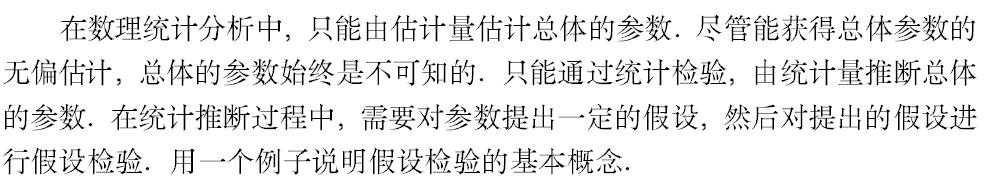 在数理统计分析中，只能由估计量估计总体的参数．尽管能获得总体参数的
无偏估计，总体的参数始终是不可知的．只能通过统计检验，由统计量推断总体
的参数．在统计推断过程中，需要对参数提出一定的假设，然后对提出的假设进
行假设检验．用一个例子说明假设检验的基本概念．